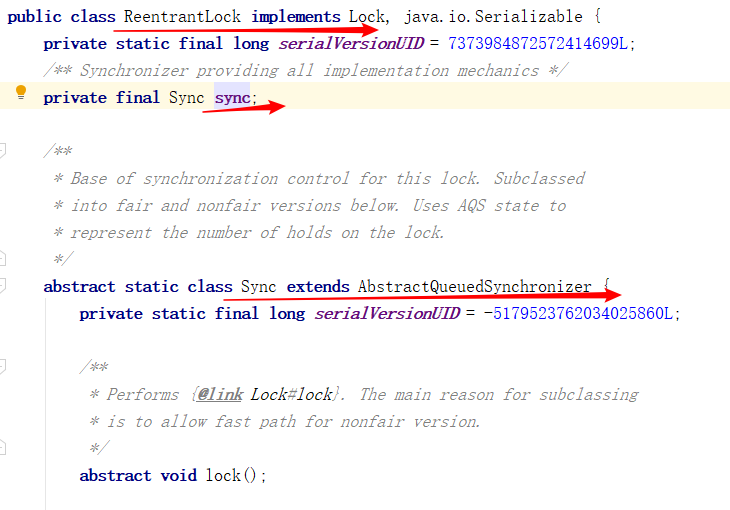 public class ReentrantLock implements Lock, java.io.Serializable {
private static final long serialVersionUID = 7373984872572414699L;
/** Synchronizer providing all implementation mechanics */
private final Sync sync;
/**
* Base of synchronization control for this lock. Subclassed
* into fair and nonfair versions below. Uses AQS state to
* represent the number of holds on the lock.
*/
abstract static class Sync extends AbstractQueuedSynchronizer {
private static final long serialVersionUID = -5179523762034025860L;
/**
* Performs {@link Lock#lock}. The main reason for subclassing
* is to allow fast path for nonfair version.
*/
abstract void lock();